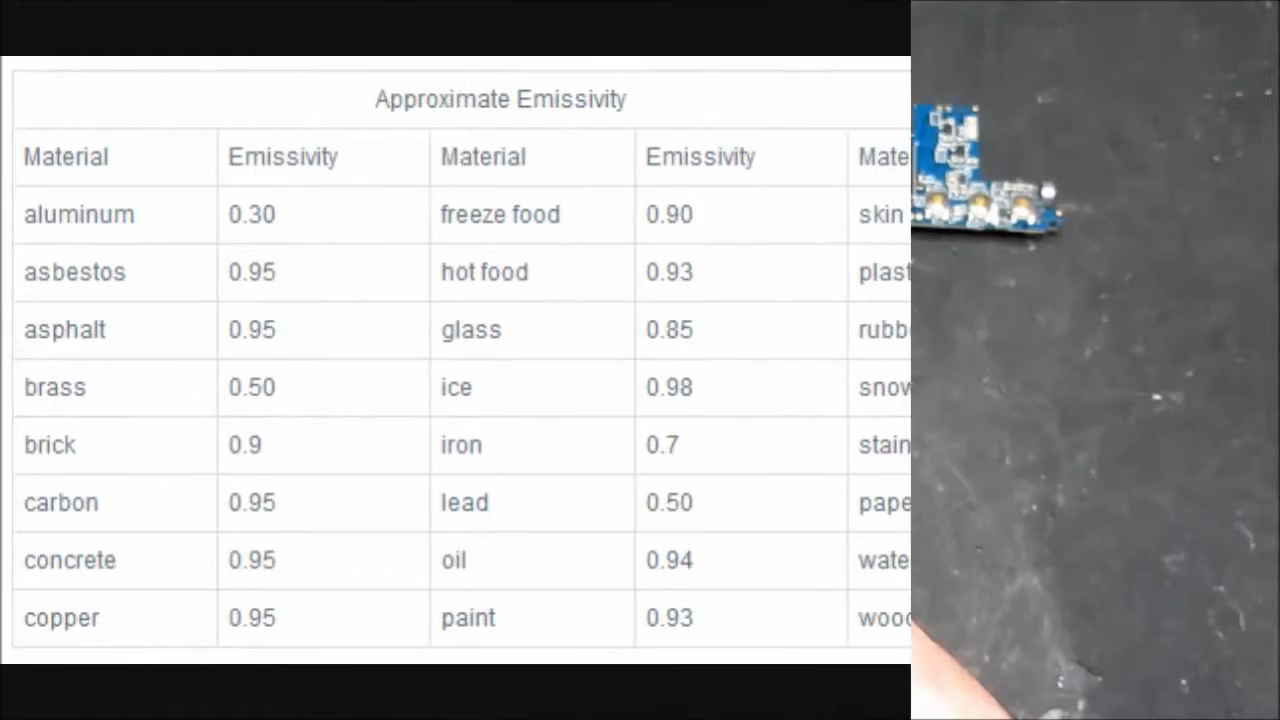 Approximate Emissivity
Material Emissivity Material Emissivity
aluminum 0.30 freeze food 0.90 skin
asbestos 0.95 hot food 0.93
asphalt 0.95 glass 0.85
brass 0.50 ice 0.98
brick 0.9 iron 0.7
carbon 0.95 lead 0.50
concrete 0.95 oil 0.94
copper 0.95 paint 0.93